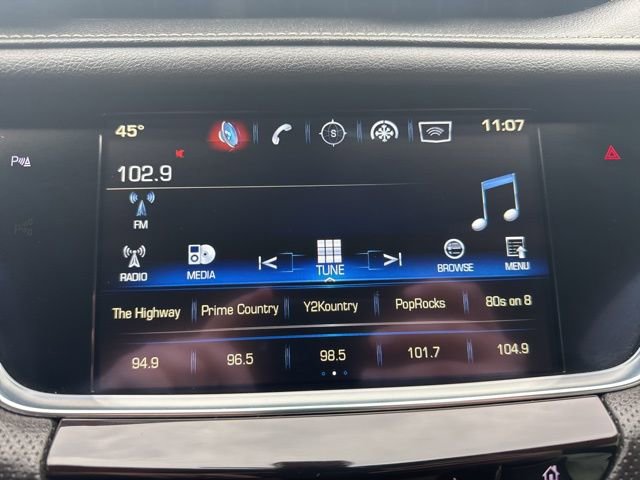 45° S 11:07
P
102.9
FM
RADIO MEDIA TUNE BROWSE MENU
The Highway Prime Country Y2Kountry PopRocks 80s on 8
94.9 96.5 98.5 101.7 104.9